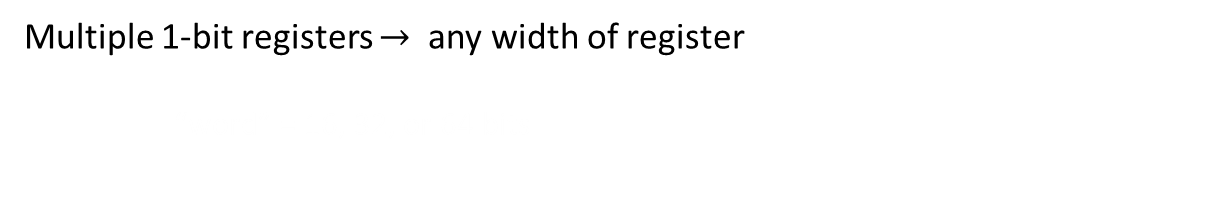 Multiple 1-bit registers → any width of register